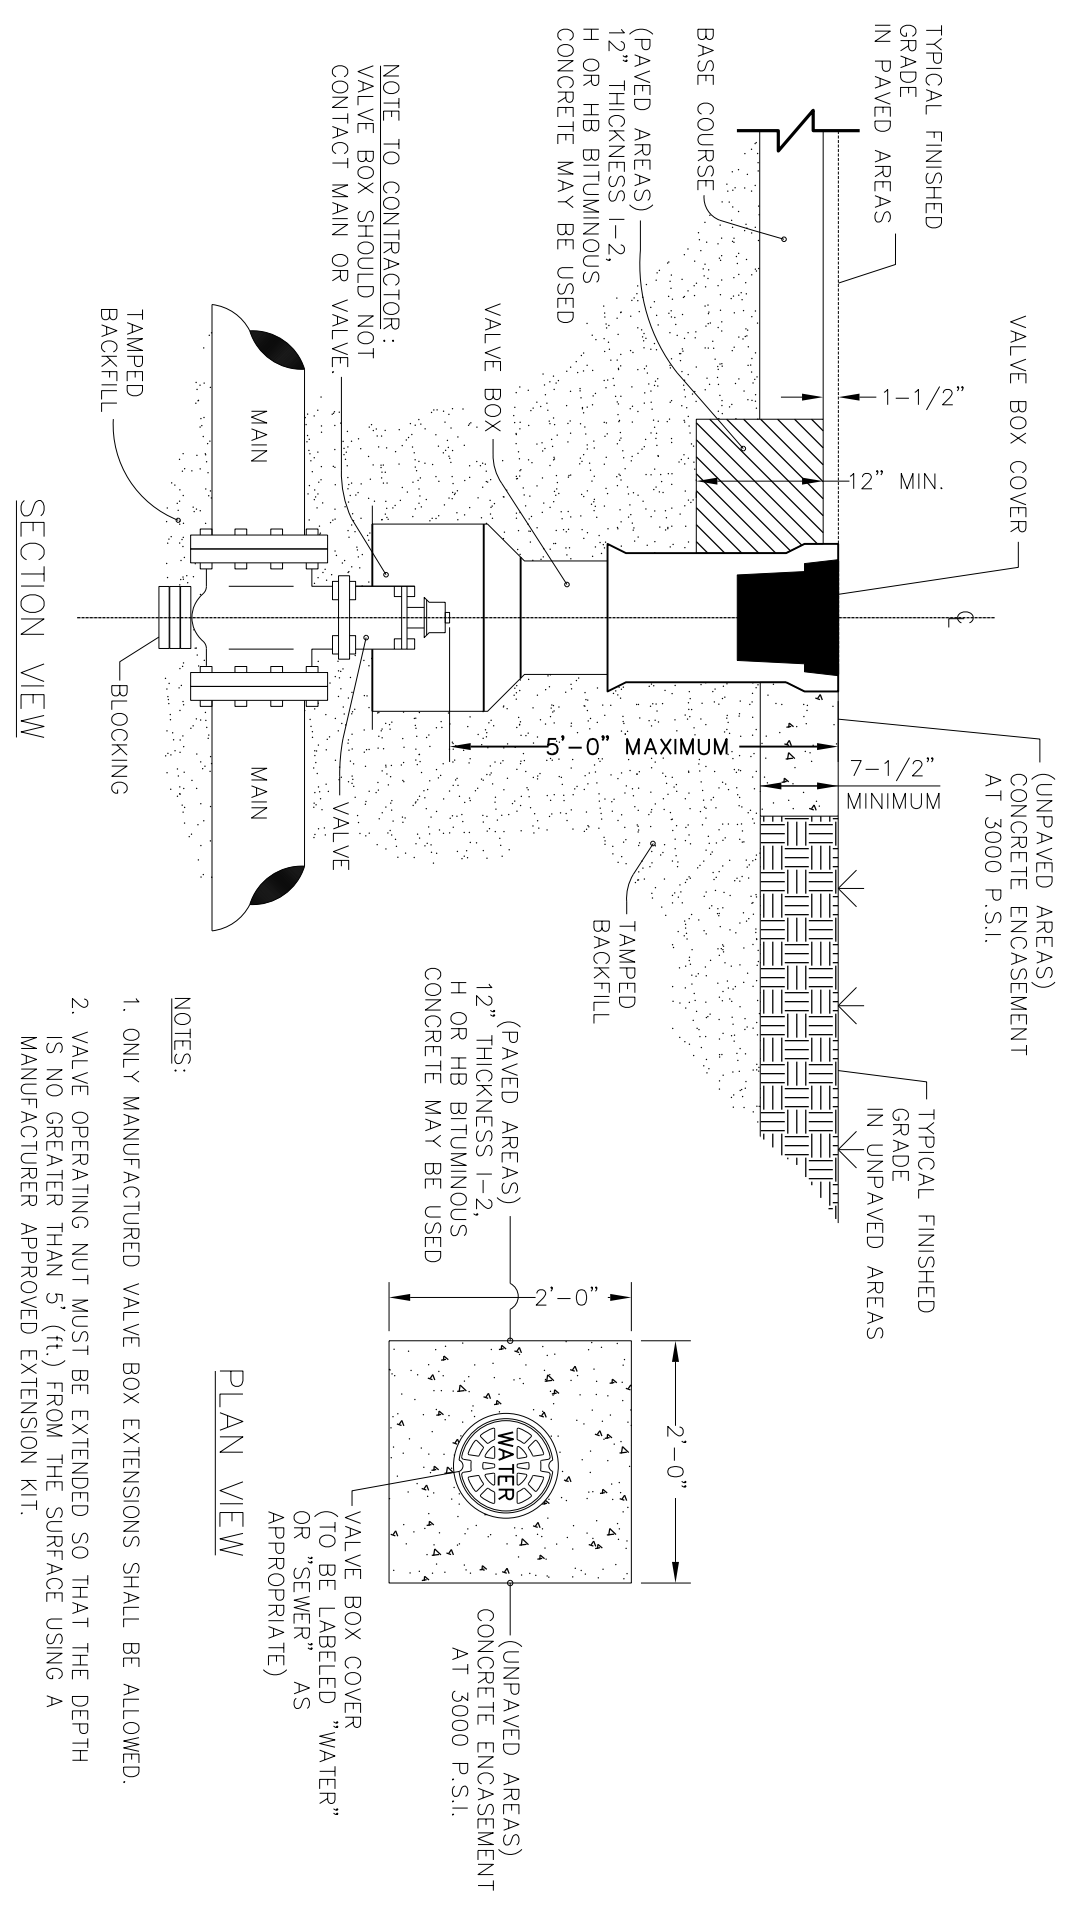 TYPICAL FINISHED
GRADE
IN PAVED AREAS
BASE COURSE
(PAVED AREAS)
12" THICKNESS I-2,
H OR HB BITUMINOUS
CONCRETE MAY BE USED
NOTE TO CONTRACTOR:
VALVE BOX SHOULD NOT
CONTACT MAIN OR VALVE
VALVE BOX
TAMPED
BACKFILL
MAIN
VALVE BOX COVER
1-1/2"
12" MIN.
CL
SECTION VIEW
BLOCKING
MAIN
VALVE
5'-0" MAXIMUM
7-1/2"
MINIMUM
(UNPAVED AREAS)
CONCRETE ENCASEMENT
AT 3000 P.S.I.
TAMPED
BACKFILL
TYPICAL FINISHED
GRADE
IN UNPAVED AREAS
(PAVED AREAS)
12" THICKNESS I-2,
H OR HB BITUMINOUS
CONCRETE MAY BE USED
2'-0"
2'-0"
WATER
(UNPAVED AREAS)
CONCRETE ENCASEMENT
AT 3000 P.S.I.
VALVE BOX COVER
(TO BE LABELED "WATER"
OR "SEWER" AS
APPROPRIATE)
PLAN VIEW
NOTES:
1. ONLY MANUFACTURED VALVE BOX EXTENSIONS SHALL BE ALLOWED.
2. VALVE OPERATING NUT MUST BE EXTENDED SO THAT THE DEPTH
IS NO GREATER THAN 5' (ft.) FROM THE SURFACE USING A
MANUFACTURER APPROVED EXTENSION KIT.